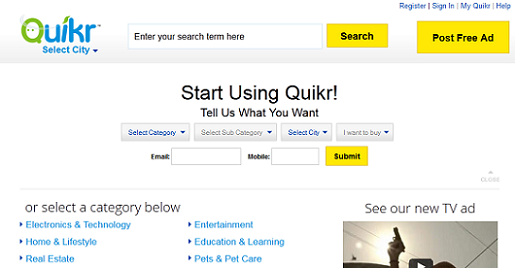 Register | Sign In | My Quikr | Help
Quikr™
Select City
Enter your search term here
Search
Post Free Ad
Start Using Quikr!
Tell Us What You Want
Select Category
Select Sub Category
Select City
I want to buy
Email:
Mobile:
Submit
CLOSE
or select a category below
See our new TV ad
Electronics & Technology
Entertainment
Home & Lifestyle
Education & Learning
Real Estate
Pets & Pet Care